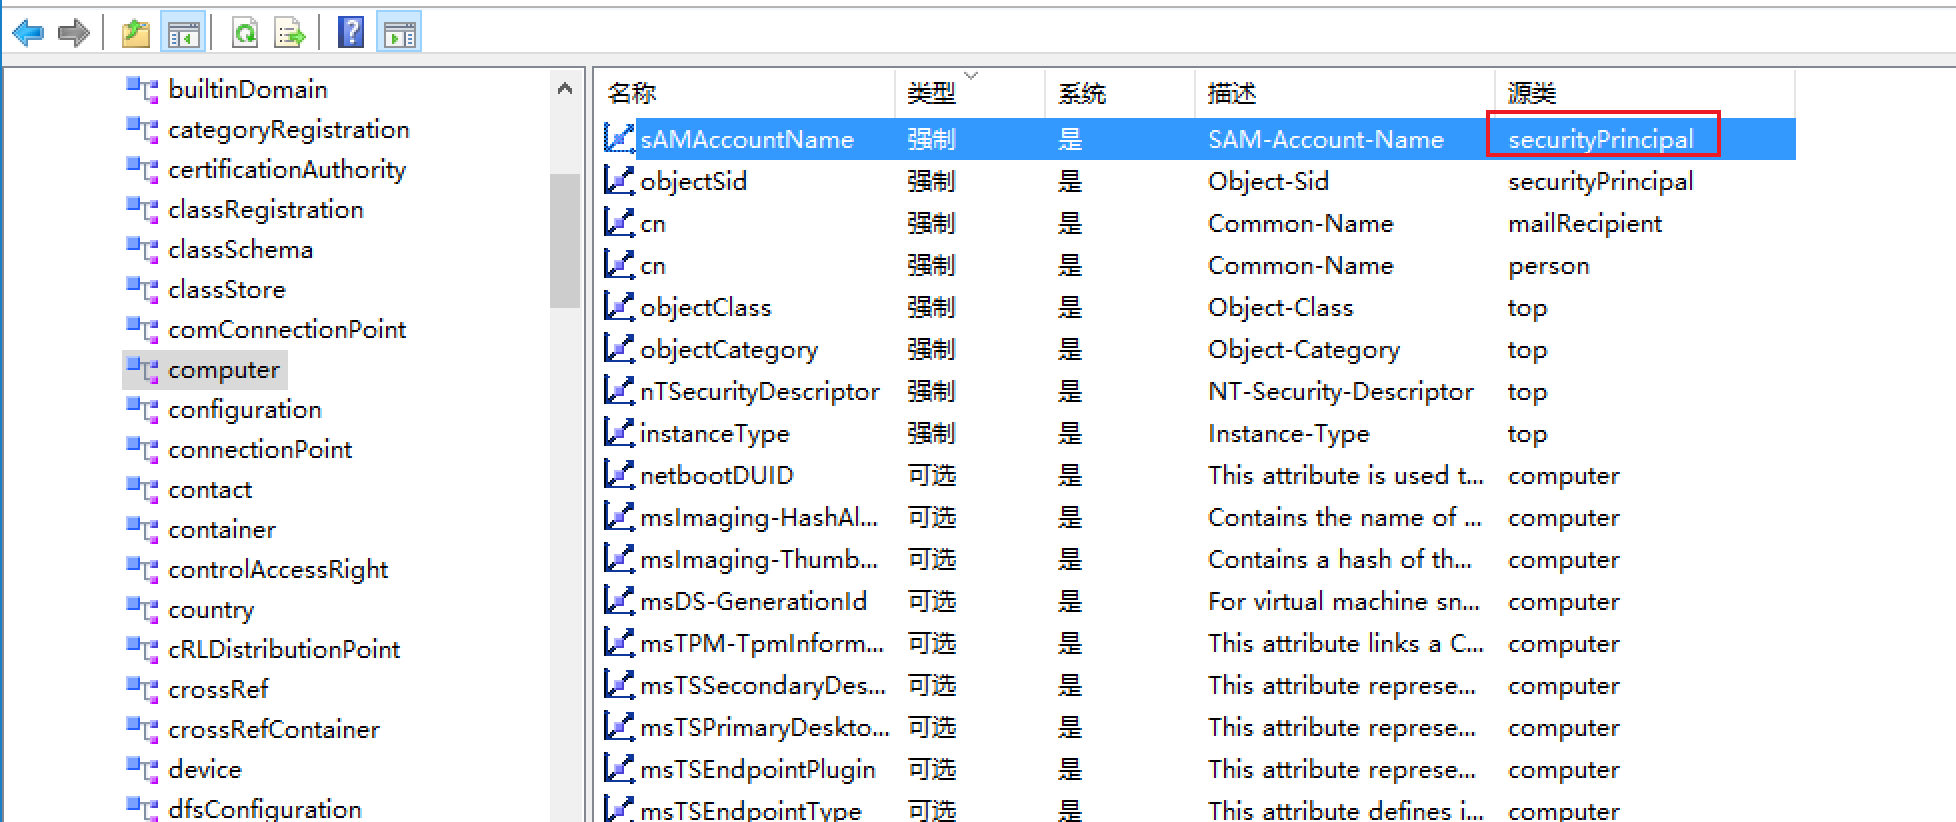 builtinDomain
categoryRegistration
certificationAuthority
classRegistration
classSchema
classStore
comConnectionPoint
computer
configuration
connectionPoint
contact
container
controlAccessRight
country
cRLDistributionPoint
crossRef
crossRefContainer
device
dfsConfiguration
名称 类型 系统 描述 源类
sAMAccountName 强制 是 SAM-Account-Name securityPrincipal
objectSid 强制 是 Object-Sid securityPrincipal
cn 强制 是 Common-Name mailRecipient
cn 强制 是 Common-Name person
objectClass 强制 是 Object-Class top
objectCategory 强制 是 Object-Category top
nTSecurityDescriptor 强制 是 NT-Security-Descriptor top
instanceType 强制 是 Instance-Type top
netbootDUID 可选 是 This attribute is used t... computer
msImaging-HashAl... 可选 是 Contains the name of ... computer
msImaging-Thumb... 可选 是 Contains a hash of th... computer
msDS-GenerationId 可选 是 For virtual machine sn... computer
msTPM-TpmInform... 可选 是 This attribute links a C... computer
msTSSecondaryDes... 可选 是 This attribute represe... computer
msTSPrimaryDeskto... 可选 是 This attribute represe... computer
msTSEndpointPlugin 可选 是 This attribute represe... computer
msTSEndpointType 可选 是 This attribute defines i... computer